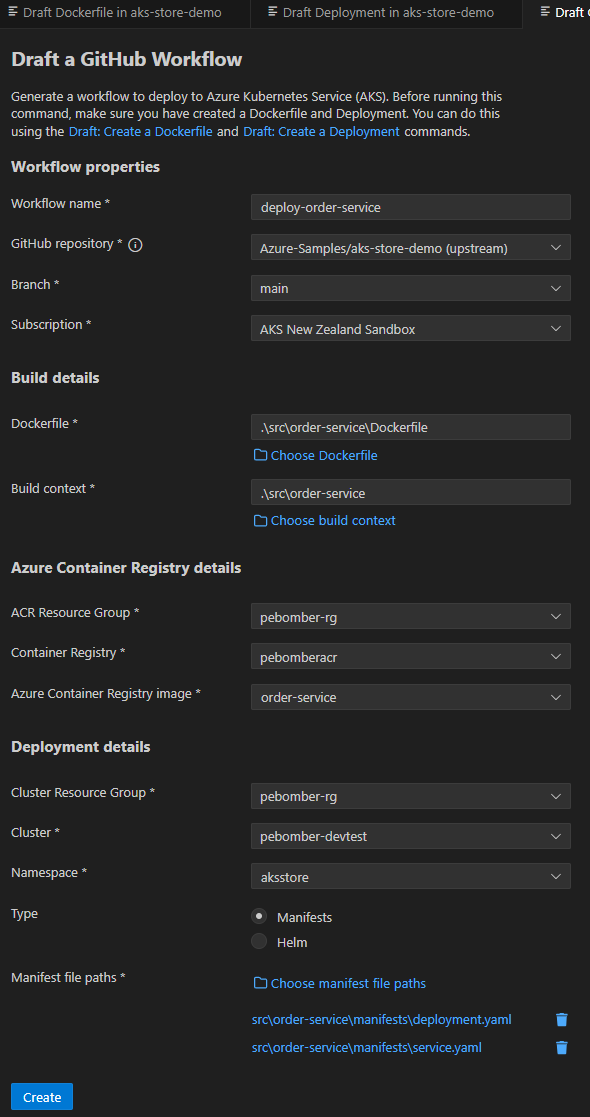 Draft Dockerfile in aks-store-demo
Draft Deployment in aks-store-demo
Draft
Draft a GitHub Workflow
Generate a workflow to deploy to Azure Kubernetes Service (AKS). Before running this
command, make sure you have created a Dockerfile and Deployment. You can do this
using the Draft: Create a Dockerfile and Draft: Create a Deployment commands.
Workflow properties
Workflow name *
deploy-order-service
GitHub repository *
Azure-Samples/aks-store-demo (upstream)
Branch *
main
Subscription *
AKS New Zealand Sandbox
Build details
Dockerfile *
.\src\order-service\Dockerfile
Choose Dockerfile
Build context *
.\src\order-service
Choose build context
Azure Container Registry details
ACR Resource Group *
pebomber-rg
Container Registry *
pebomberacr
Azure Container Registry image *
order-service
Deployment details
Cluster Resource Group *
pebomber-rg
Cluster *
pebomber-devtest
Namespace *
aksstore
Type
Manifests
Helm
Manifest file paths *
Choose manifest file paths
src\order-service\manifests\deployment.yaml
src\order-service\manifests\service.yaml
Create